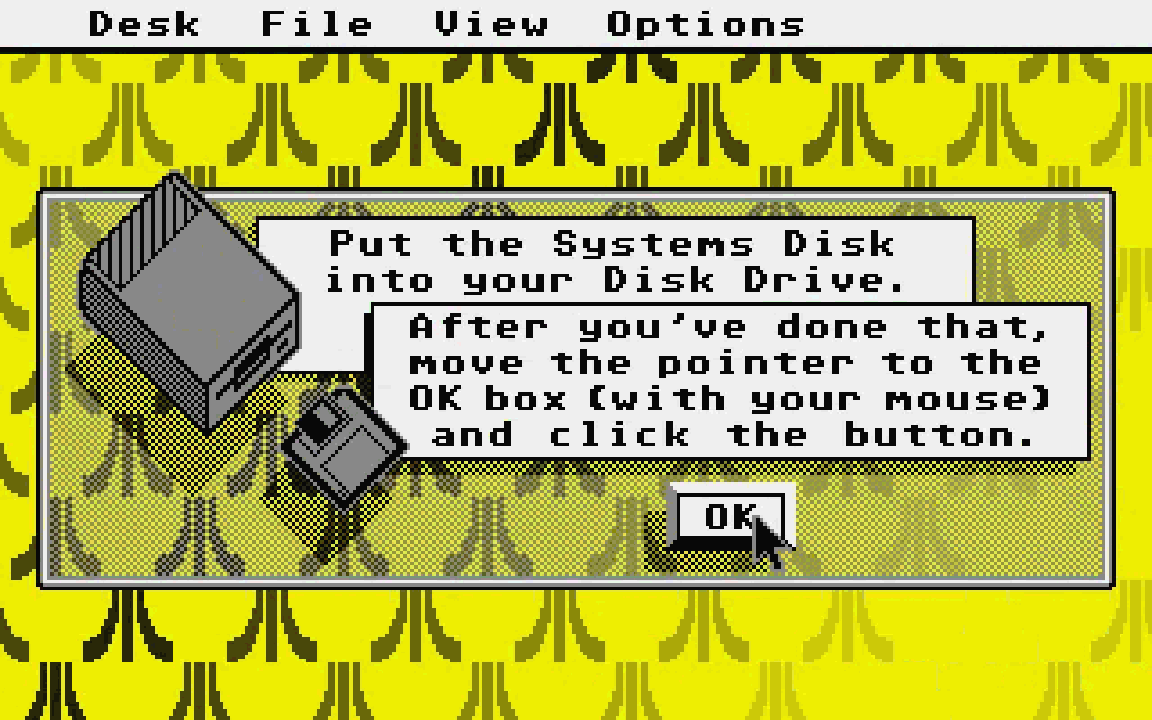 Desk File View Options
Put the Systems Disk
into your Disk Drive.
After you've done that,
move the pointer to the
OK box (with your mouse)
and click the button.
OK